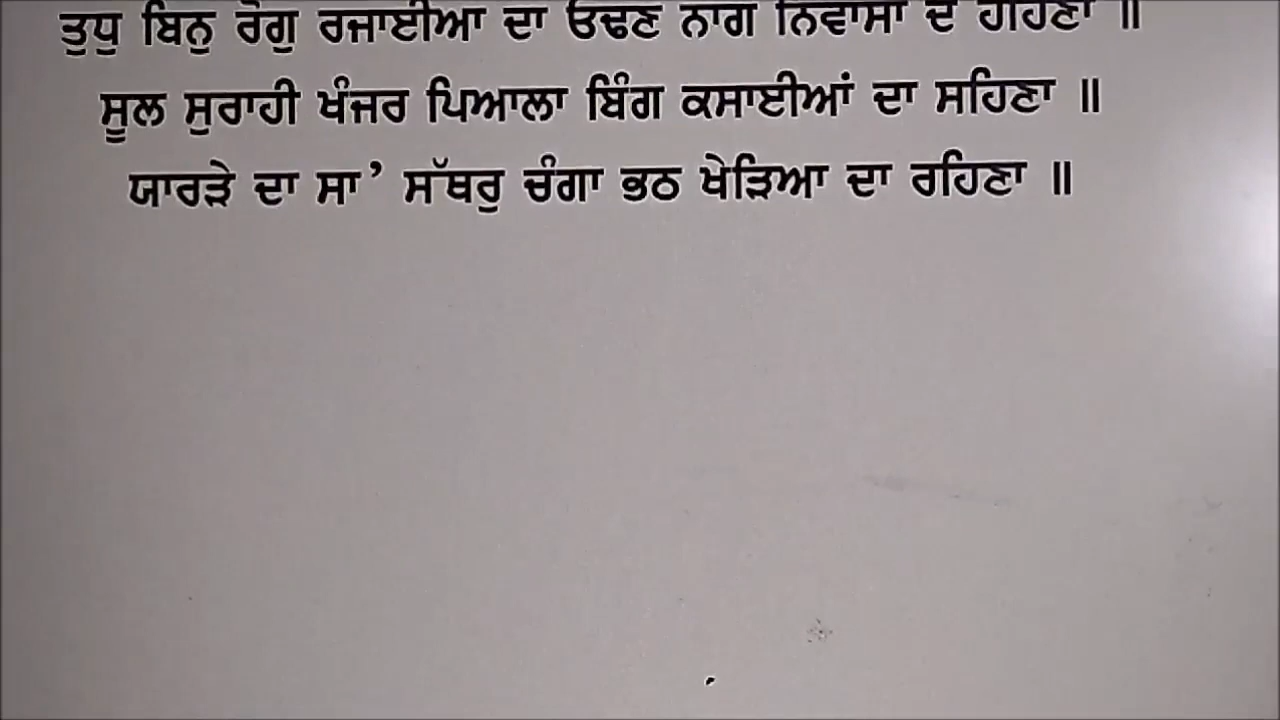 ਤੁਧੁ ਬਿਨੁ ਰੋਗੁ ਰਜਾਈਆ ਦਾ ਓਢਣ ਨਾਗ ਨਿਵਾਸਾ ਦੇ ਰਹਿਣਾ ॥
ਸੂਲ ਸੁਰਾਹੀ ਖੰਜਰ ਪਿਆਲਾ ਬਿੰਗ ਕਸਾਈਆਂ ਦਾ ਸਹਿਣਾ ॥
ਯਾਰੜੇ ਦਾ ਸਾ’ ਸੱਥਰੁ ਚੰਗਾ ਭਠ ਖੇੜਿਆ ਦਾ ਰਹਿਣਾ ॥